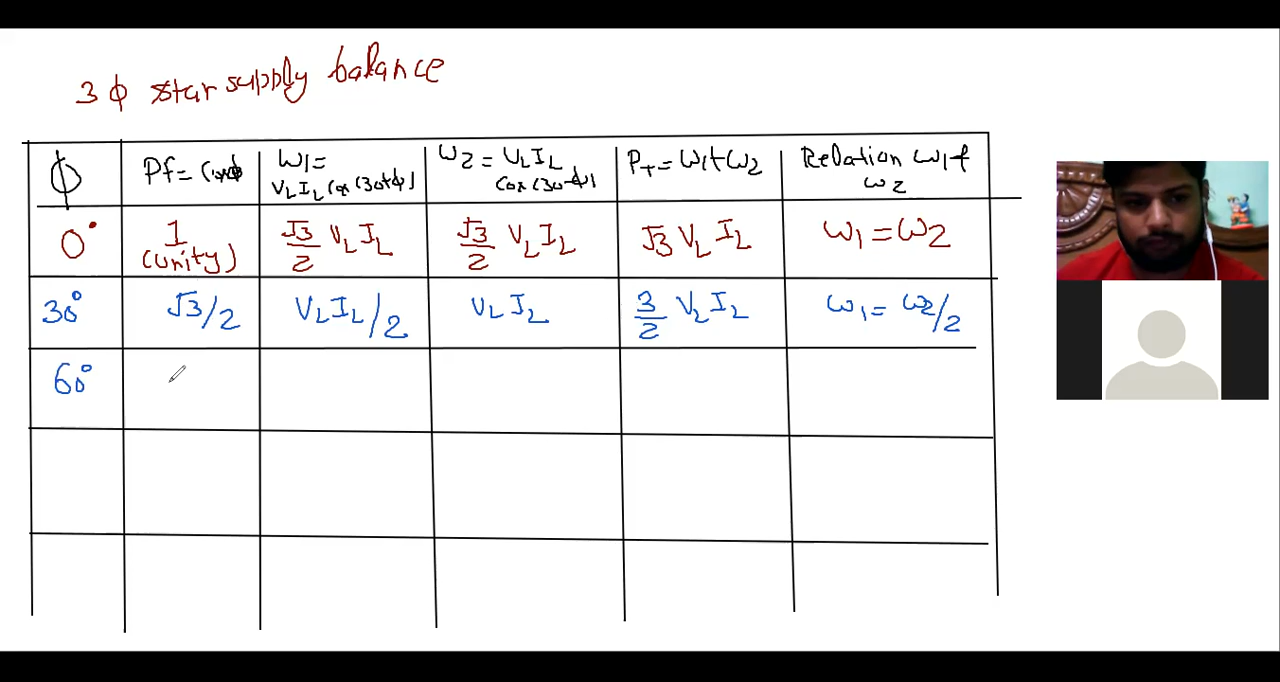 3 ϕ star supply balance
ϕ
Pf = Cosϕ
W1 =
VLIL Cos (30+ϕ)
W2 = VLIL
Cos (30-ϕ)
PT = W1+W2
Relation W1 &
W2
0°
1
(unity)
√3/2 VLIL
√3/2 VLIL
√3 VLIL
W1 = W2
30°
√3/2
VLIL/2
VLIL
3/2 VLIL
W1 = W2/2
60°